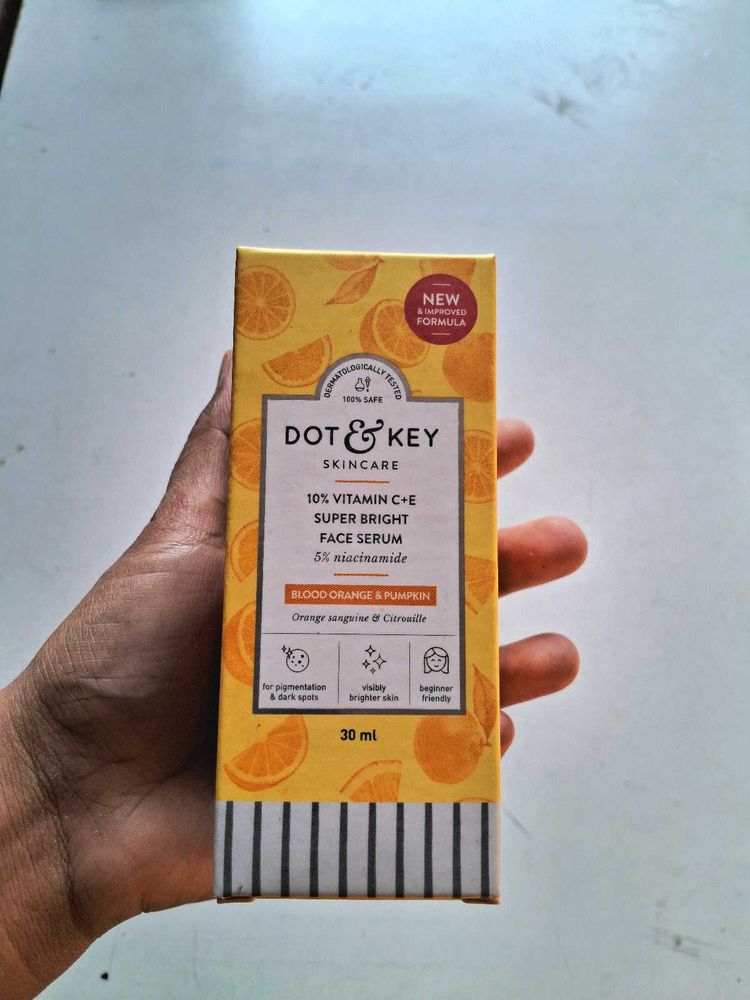 NEW
& IMPROVED
FORMULA
DERMATOLOGICALLY TESTED
100% SAFE
DOT & KEY
SKINCARE
10% VITAMIN C+E
SUPER BRIGHT
FACE SERUM
5% niacinamide
BLOOD ORANGE & PUMPKIN
Orange sanguine & Citrouille
for pigmentation
& dark spots
visibly
brighter skin
beginner
friendly
30 ml